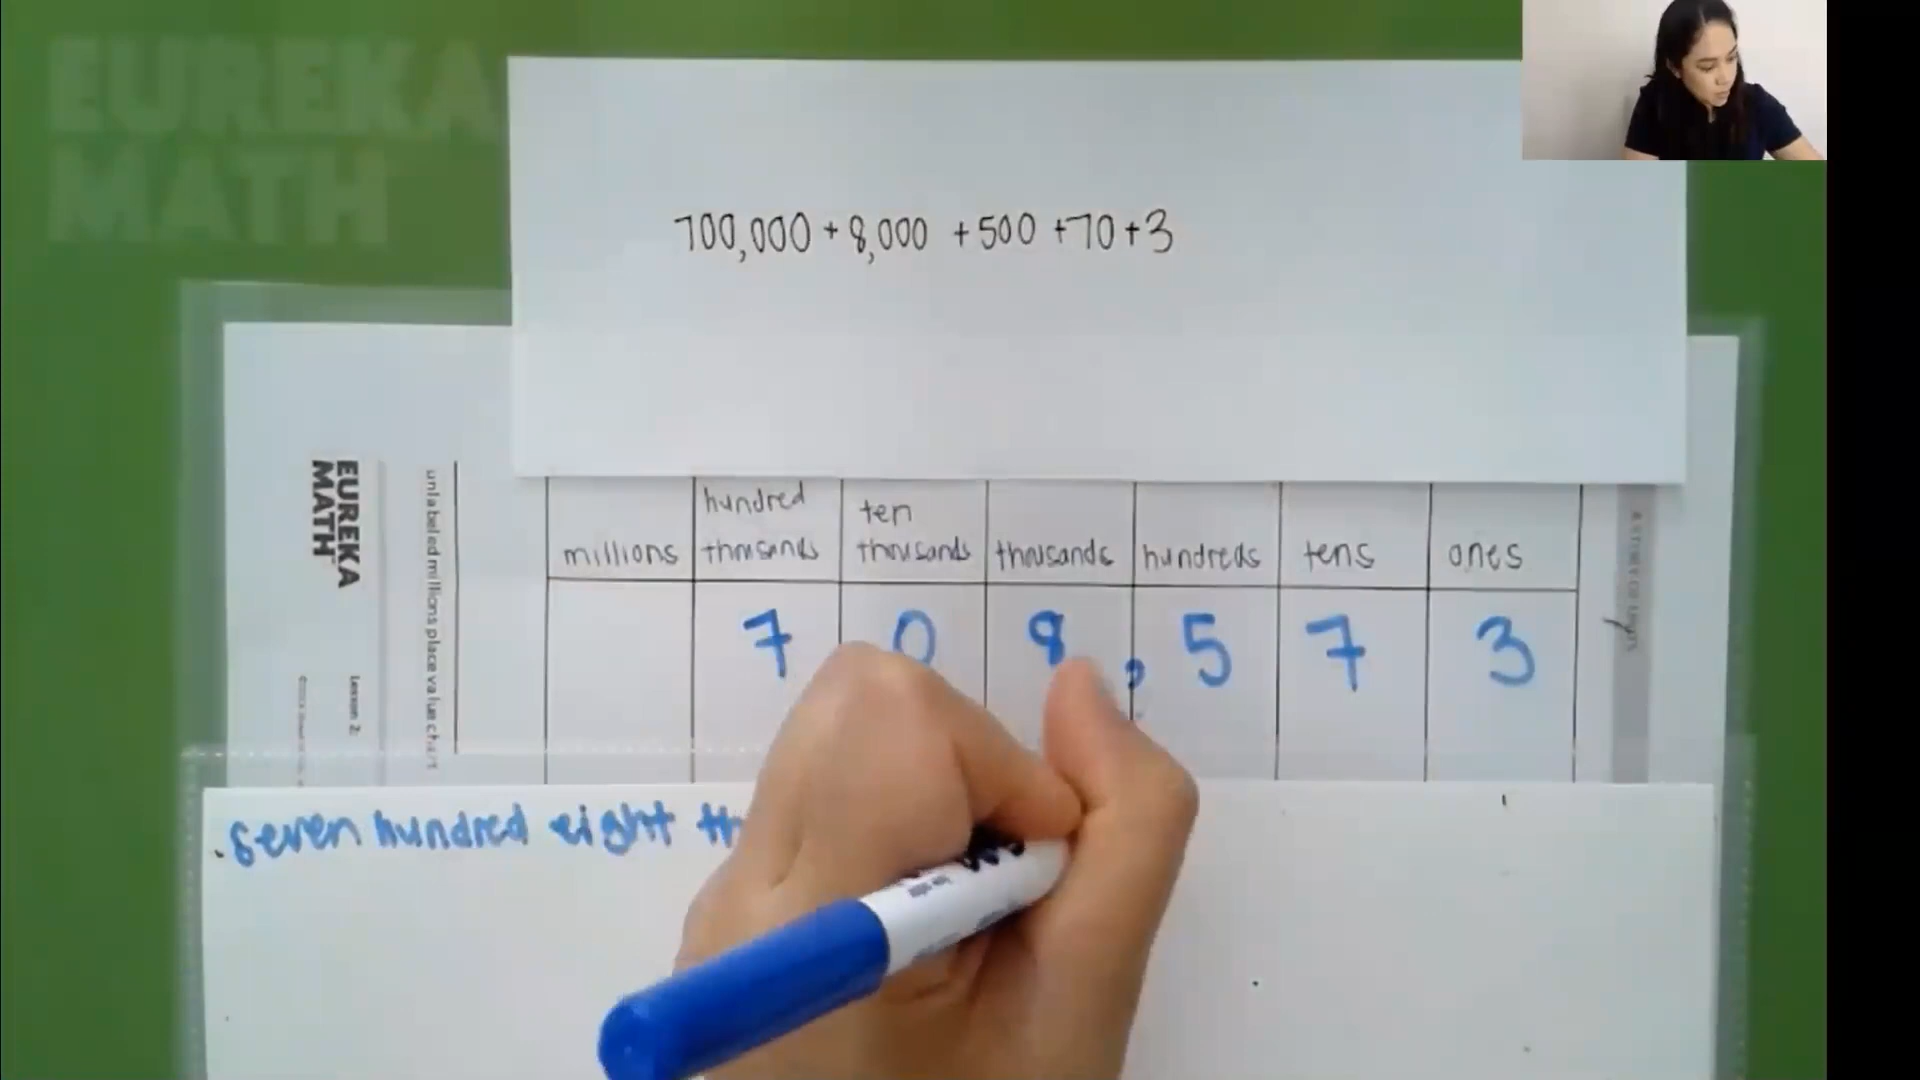 EUREKA
MATH
700,000 + 8,000 + 500 + 70 + 3
EUREKA
MATH
unlabeled millions place value chart
Lesson 2:
millions
hundred
thousands
ten
thousands
thousands
hundreds
tens
ones
7 0 8 , 5 7 3
seven hundred eight th